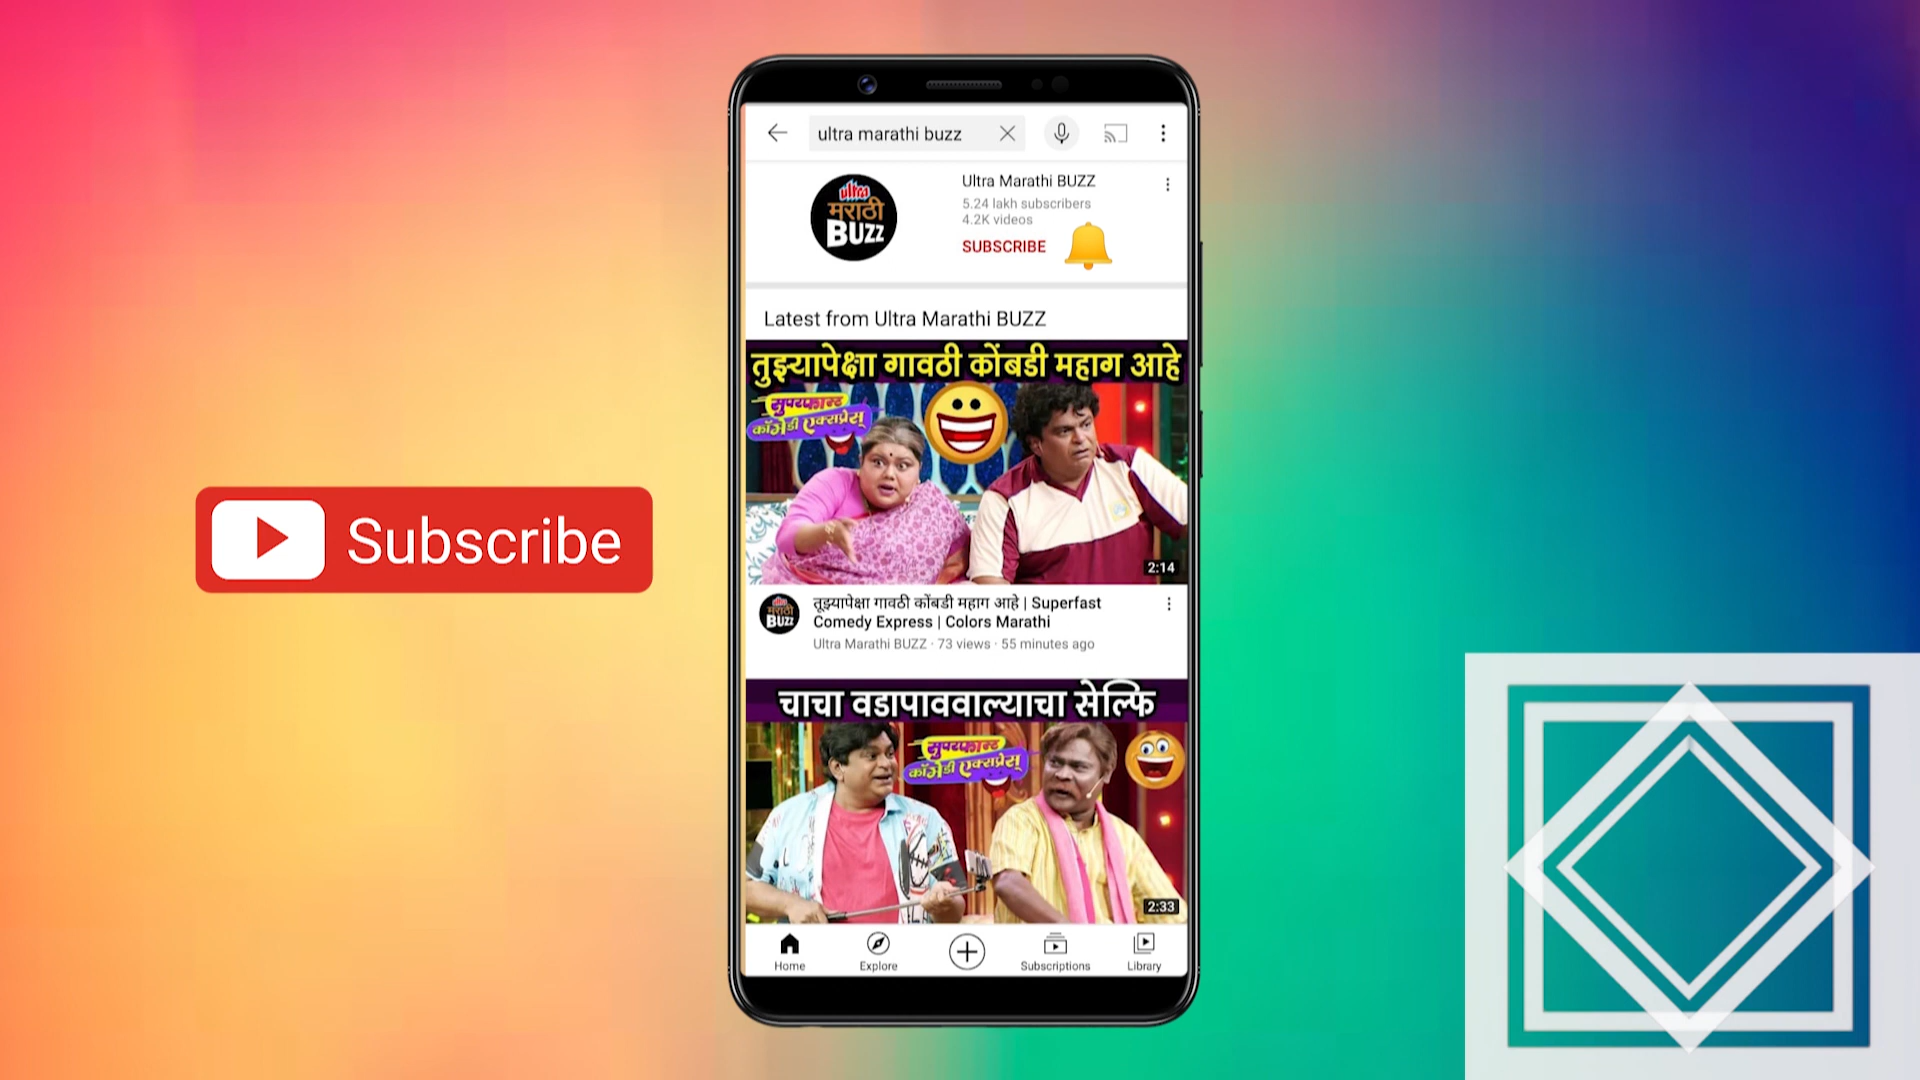 ultra marathi buzz
ultra
मराठी
BUZZ
Ultra Marathi BUZZ
5.24 lakh subscribers
4.2K videos
SUBSCRIBE
Latest from Ultra Marathi BUZZ
तुझ्यापेक्षा गावठी कोंबडी महाग आहे
सुपरफास्ट
कॉमेडी एक्सप्रेस्
2:14
Subscribe
ultra
मराठी
BUZZ
तूझ्यापेक्षा गावठी कोंबडी महाग आहे | Superfast
Comedy Express | Colors Marathi
Ultra Marathi BUZZ · 73 views · 55 minutes ago
चाचा वडापाववाल्याचा सेल्फि
सुपरफास्ट
कॉमेडी एक्सप्रेस्
2:33
Home
Explore
Subscriptions
Library